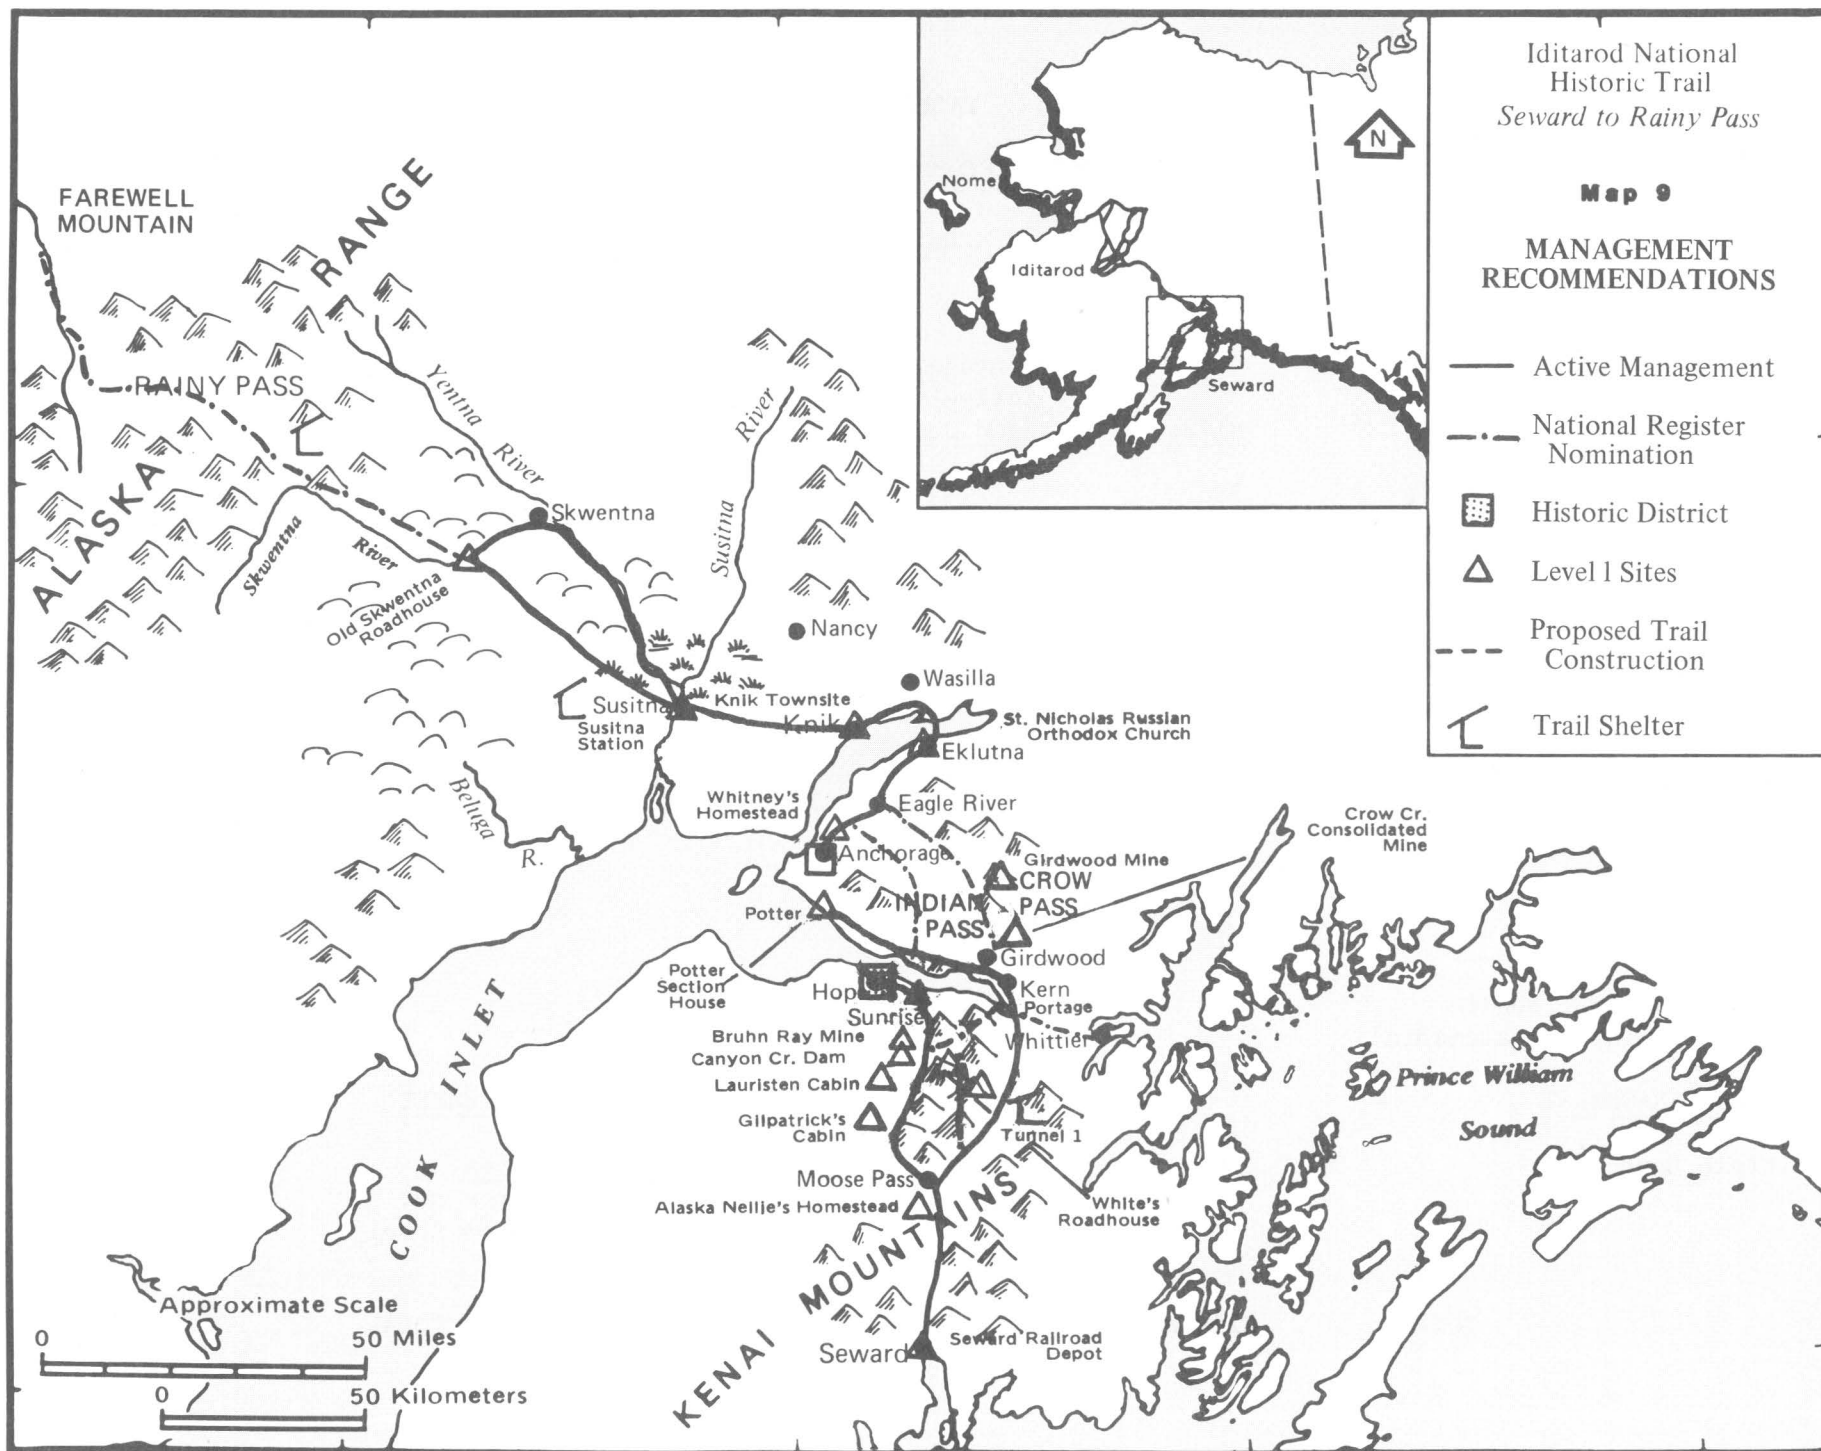 Iditarod National
Historic Trail
Seward to Rainy Pass
Map 9
MANAGEMENT
RECOMMENDATIONS
Active Management
National Register
Nomination
Historic District
Level 1 Sites
Proposed Trail
Construction
Trail Shelter
N
Nome
Iditarod
Seward
FAREWELL
MOUNTAIN
ALASKA
RANGE
RAINY PASS
Yentna
River
Susitna
River
Skwentna
River
Skwentna
Old Skwentna
Roadhouse
Nancy
Wasilla
Susitna
Susitna
Station
Knik Townsite
Knik
St. Nicholas Russian
Orthodox Church
Eklutna
Whitney's
Homestead
Eagle River
Beluga
R.
Anchorage
Crow Cr.
Consolidated
Mine
Girdwood Mine
CROW
PASS
INDIAN
PASS
Potter
Potter
Section
House
Girdwood
Hope
Kern
Portage
Sunrise
Whittier
Bruhn Ray Mine
Canyon Cr. Dam
Lauristen Cabin
Gilpatrick's
Cabin
Tunnel 1
Prince William
Sound
Moose Pass
Alaska Nellie's Homestead
White's
Roadhouse
COOK
INLET
KENAI
MOUNTAINS
Seward
Seward Railroad
Depot
Approximate Scale
0
50 Miles
0
50 Kilometers